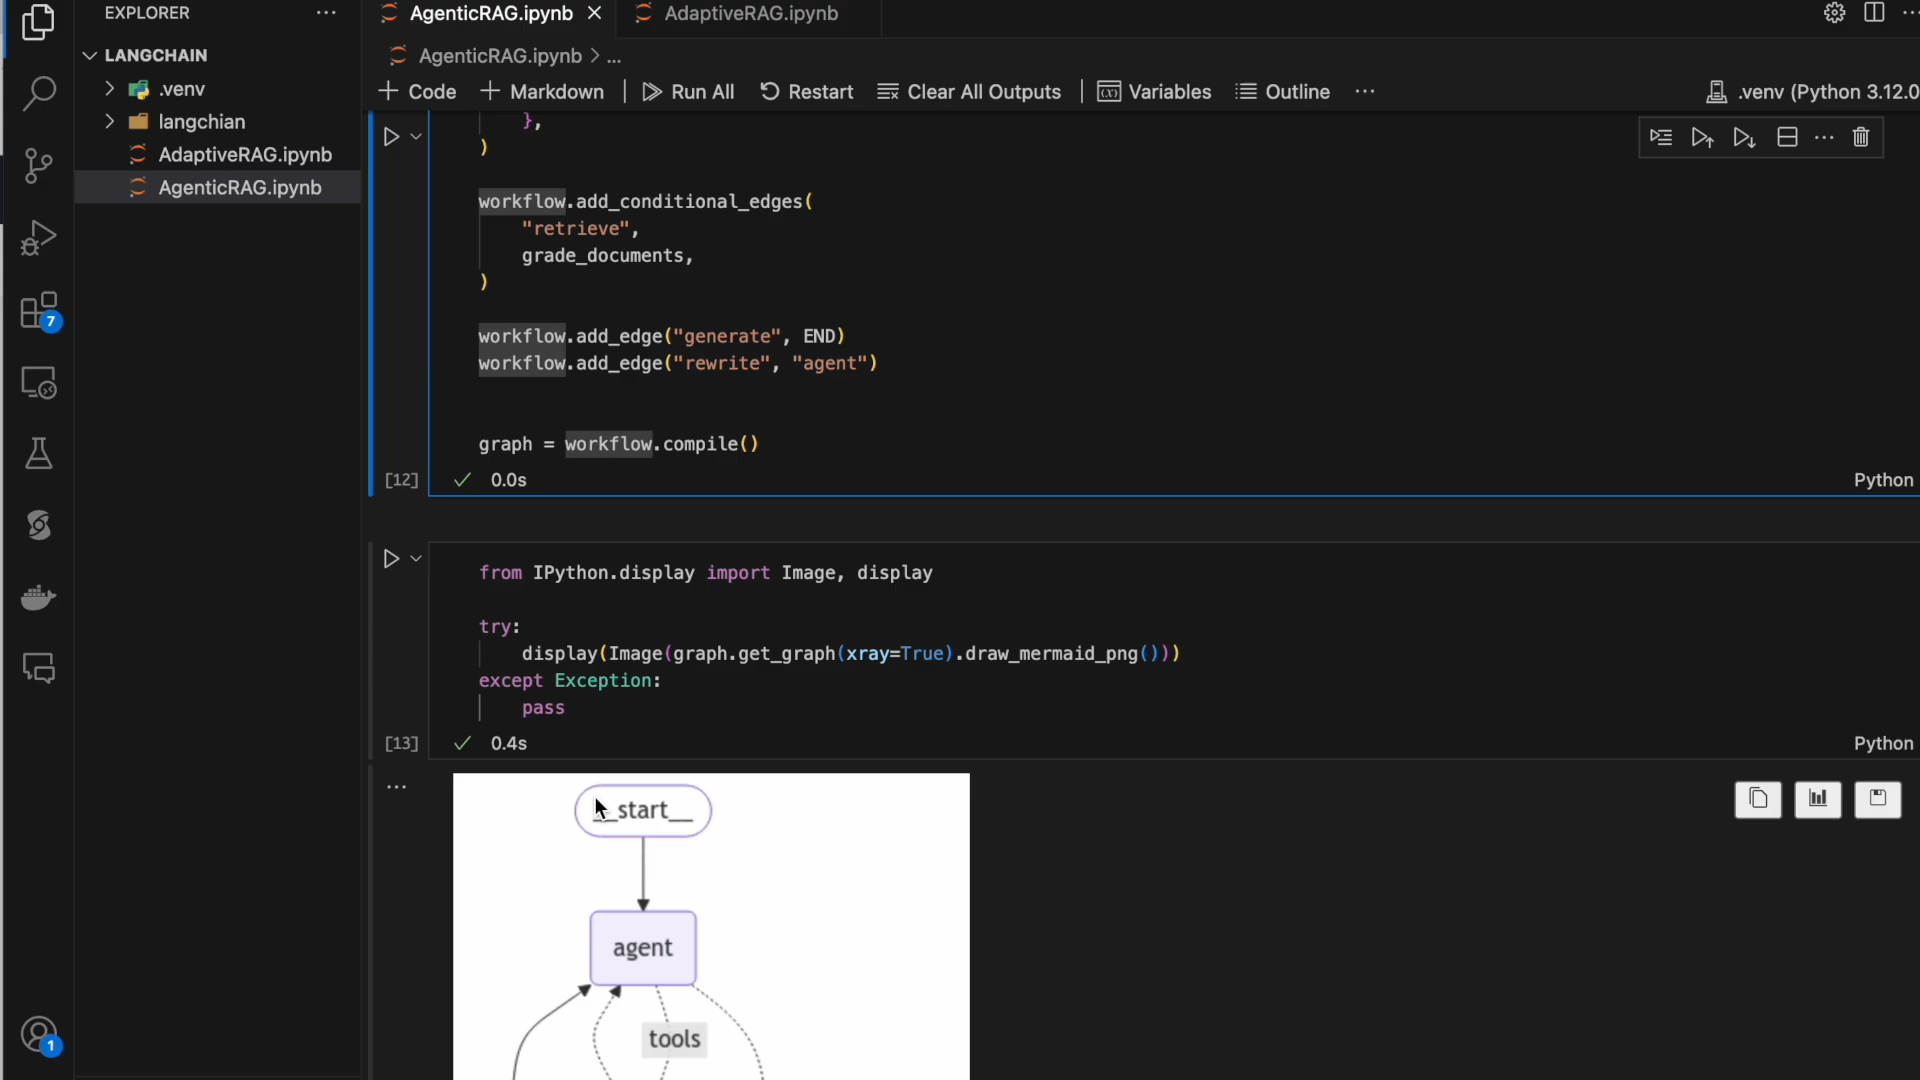 EXPLORER
AgenticRAG.ipynb
AdaptiveRAG.ipynb
LANGCHAIN
AgenticRAG.ipynb > ...
.venv
Code
Markdown
Run All
Restart
Clear All Outputs
Variables
Outline
.venv (Python 3.12.0
langchian
AdaptiveRAG.ipynb
AgenticRAG.ipynb
},
)
workflow.add_conditional_edges(
"retrieve",
grade_documents,
)
workflow.add_edge("generate", END)
workflow.add_edge("rewrite", "agent")
graph = workflow.compile()
[12]
0.0s
Python
from IPython.display import Image, display
try:
display(Image(graph.get_graph(xray=True).draw_mermaid_png()))
except Exception:
pass
[13]
0.4s
Python
__start__
agent
tools
7
1